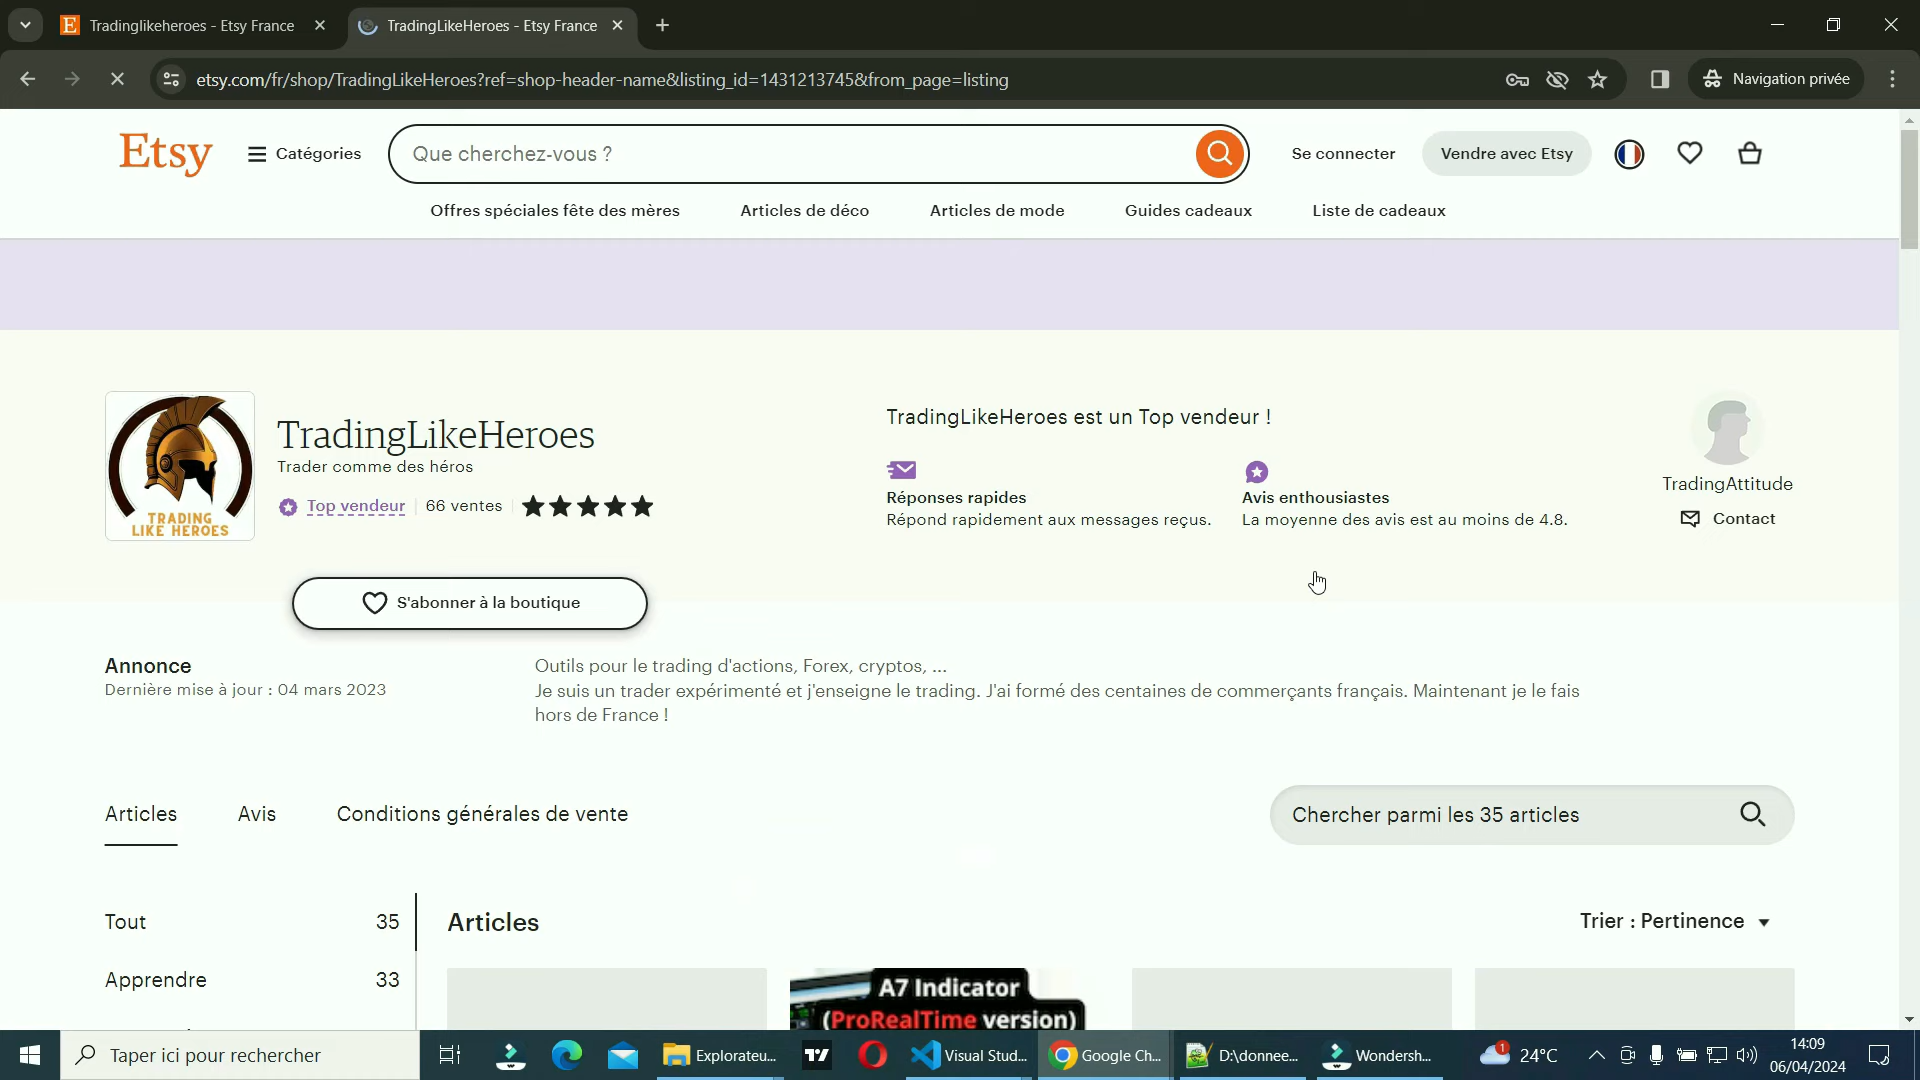 Tradinglikeheroes - Etsy France
TradingLikeHeroes - Etsy France
etsy.com/fr/shop/TradingLikeHeroes?ref=shop-header-name&listing_id=1431213745&from_page=listing
Navigation privée
Etsy
Catégories
Que cherchez-vous ?
Se connecter
Vendre avec Etsy
Offres spéciales fête des mères
Articles de déco
Articles de mode
Guides cadeaux
Liste de cadeaux
TRADING
LIKE HEROES
TradingLikeHeroes
Trader comme des héros
Top vendeur
66 ventes
TradingLikeHeroes est un Top vendeur !
Réponses rapides
Répond rapidement aux messages reçus.
Avis enthousiastes
La moyenne des avis est au moins de 4.8.
TradingAttitude
Contact
S'abonner à la boutique
Annonce
Dernière mise à jour : 04 mars 2023
Outils pour le trading d'actions, Forex, cryptos, ...
Je suis un trader expérimenté et j'enseigne le trading. J'ai formé des centaines de commerçants français. Maintenant je le fais
hors de France !
Articles
Avis
Conditions générales de vente
Chercher parmi les 35 articles
Tout 35
Apprendre 33
Articles
Trier : Pertinence
A7 Indicator
(ProRealTime version)
Taper ici pour rechercher
Explorateu...
Visual Stud...
Google Ch...
D:\donnee...
Wondersh...
1
24°C
14:09
06/04/2024